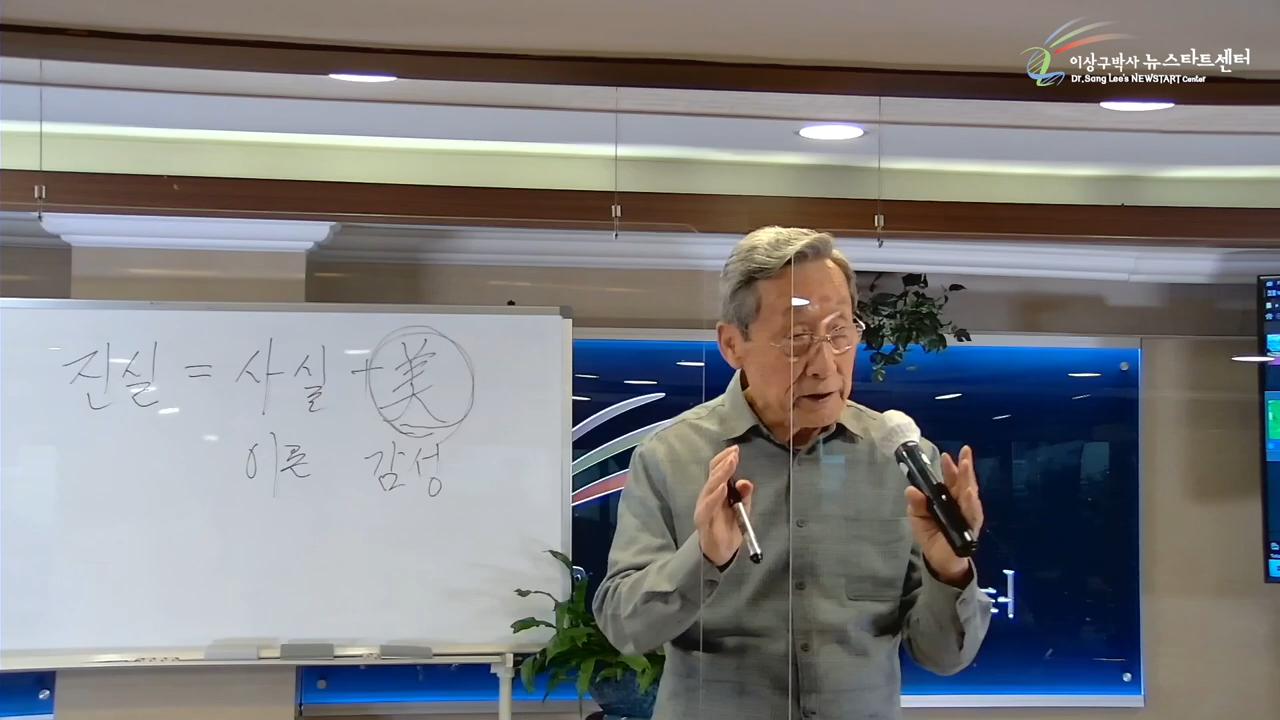 이상구박사 뉴스타트센터
Dr. Sang Lee's NEWSTART Center
진실 = 사실 + 美
이론 감성